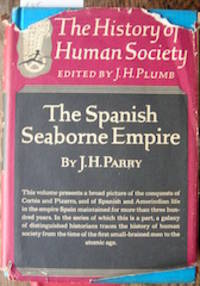 The History of
Human Society
EDITED BY J.H. PLUMB
The Spanish
Seaborne Empire
BY J.H. PARRY
This volume presents a broad picture of the conquests of
Cortés and Pizarro, and of Spanish and Amerindian life
in the empire Spain maintained for more than three hun-
dred years. In the series of which this is a part, a galaxy
of distinguished historians traces the history of human
society from the time of the first small-brained man to the
atomic age.